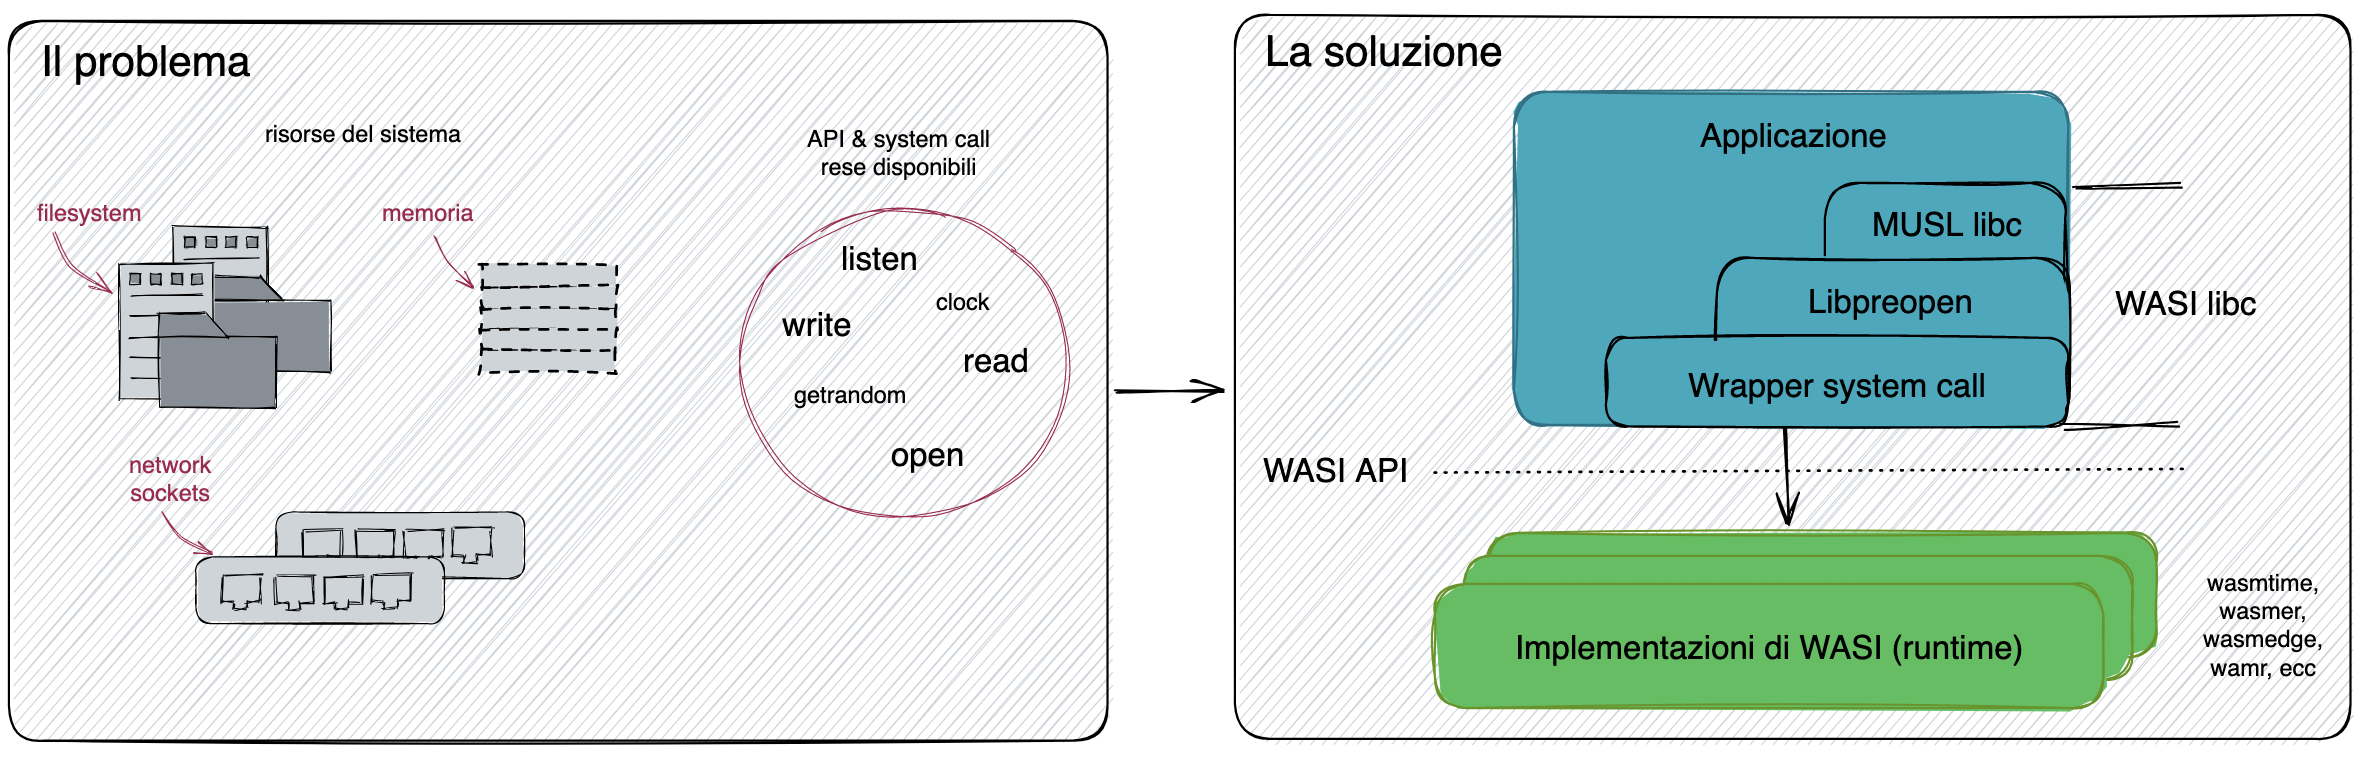 Il problema
risorse del sistema
API & system call
rese disponibili
filesystem
memoria
listen
clock
write
read
getrandom
open
network
sockets
La soluzione
Applicazione
MUSL libc
Libpreopen
WASI libc
Wrapper system call
WASI API
Implementazioni di WASI (runtime)
wasmtime,
wasmer,
wasmedge,
wamr, ecc